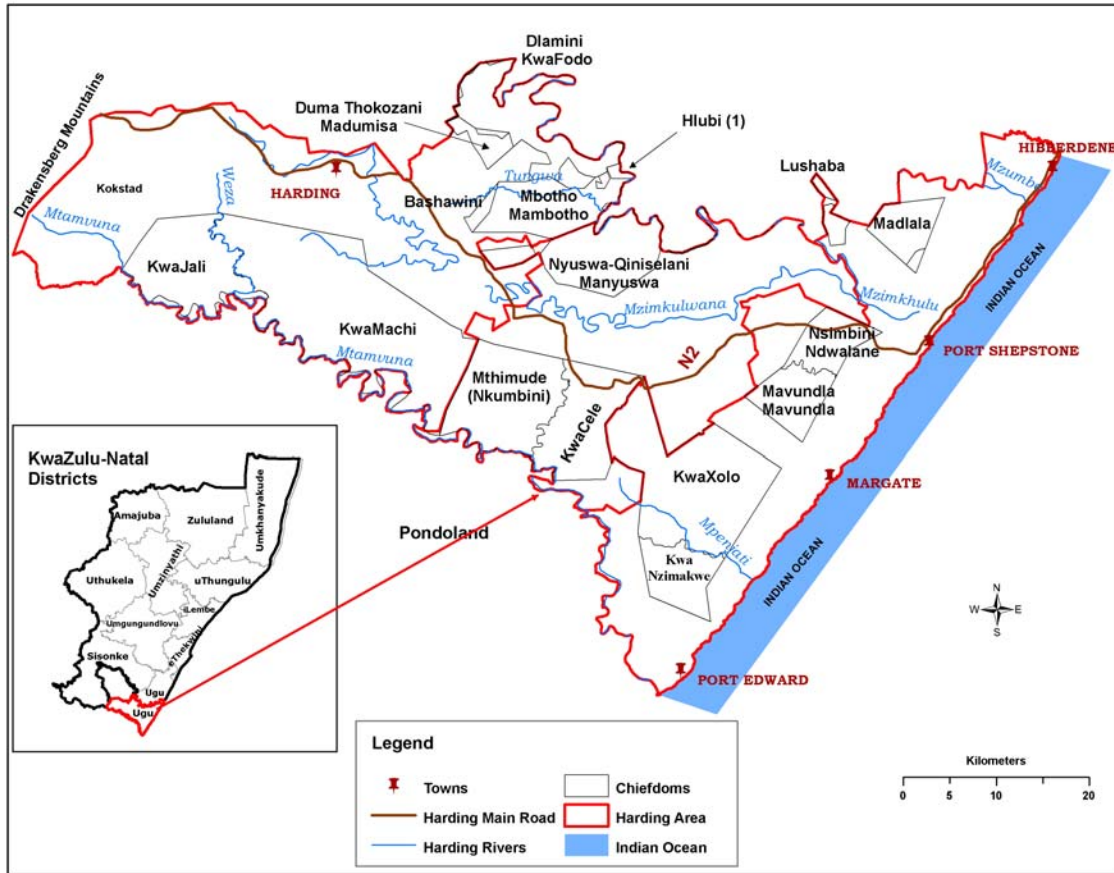 Dlamini
KwaFodo
Drakensberg Mountains
Duma Thokozani
Madumisa
Hlubi (1)
HIBBERDENE
Lushaba
Mzumbe
Kokstad
Weza
HARDING
Tungwa
Bashawini
Mbotho
Mambotho
Madlala
Mtamvuna
KwaJali
Nyuswa-Qiniselani
Manyuswa
INDIAN OCEAN
Mzimkulwana
Mzimkhulu
KwaMachi
Nsimbini
Ndwalane
Mtamvuna
N2
PORT SHEPSTONE
Mthimude
(Nkumbini)
Mavundla
Mavundla
KwaCele
KwaXolo
MARGATE
Pondoland
Mpenjati
Kwa
Nzimakwe
INDIAN OCEAN
N
W
E
S
PORT EDWARD
KwaZulu-Natal
Districts
Amajuba
Zululand
Umkhanyakude
Uthukela
Umzinyathi
uThungulu
iLembe
Umgungundlovu
eThekwini
Sisonke
Ugu
Ugu
Legend
Towns
Chiefdoms
Harding Main Road
Harding Area
Harding Rivers
Indian Ocean
Kilometers
0 5 10 20